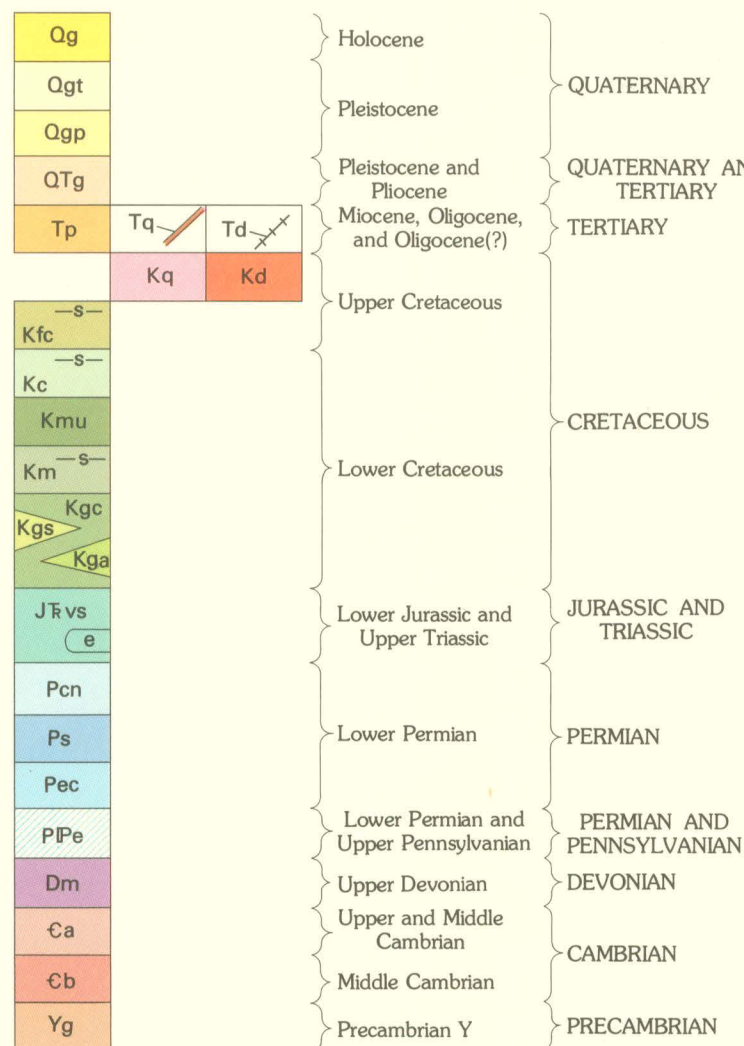 Qg
Holocene
Qgt
Qgp
Pleistocene
QUATERNARY
QTg
Pleistocene and
Pliocene
QUATERNARY AN
TERTIARY
Tp
Tq
Td
Miocene, Oligocene,
and Oligocene(?)
TERTIARY
Kq
Kd
Upper Cretaceous
Kfc —s—
Kc —s—
Kmu
Km —s—
Kgc
Kgs
Kga
Lower Cretaceous
CRETACEOUS
JTRvs
e
Lower Jurassic and
Upper Triassic
JURASSIC AND
TRIASSIC
Pcn
Ps
Pec
Lower Permian
PERMIAN
PIPe
Lower Permian and
Upper Pennsylvanian
PERMIAN AND
PENNSYLVANIAN
Dm
Upper Devonian
DEVONIAN
Ꞓa
Upper and Middle
Cambrian
Ꞓb
Middle Cambrian
CAMBRIAN
Yg
Precambrian Y
PRECAMBRIAN